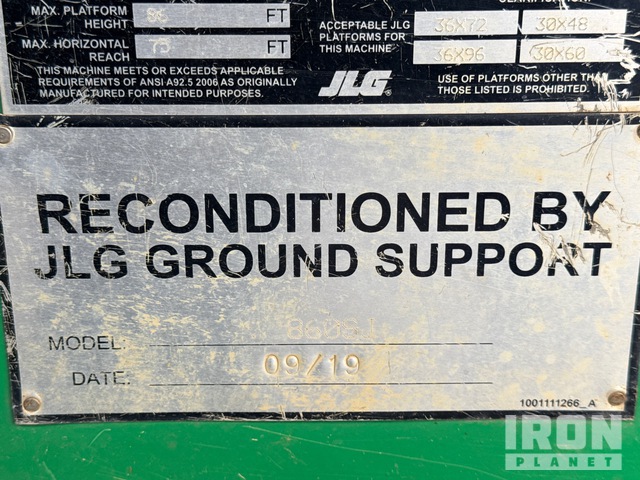 MAX. PLATFORM HEIGHT 86 FT
MAX. HORIZONTAL REACH 75 FT
THIS MACHINE MEETS OR EXCEEDS APPLICABLE
REQUIREMENTS OF ANSI A92.5 2006 AS ORIGINALLY
MANUFACTURED FOR INTENDED PURPOSES.
ACCEPTABLE JLG
PLATFORMS FOR
THIS MACHINE
36X72 30X48
36X96 30X60
JLG
USE OF PLATFORMS OTHER THAN
THOSE LISTED IS PROHIBITED.
RECONDITIONED BY
JLG GROUND SUPPORT
MODEL: 860SJ
DATE: 09/19
1001111266_A
IRON
PLANET